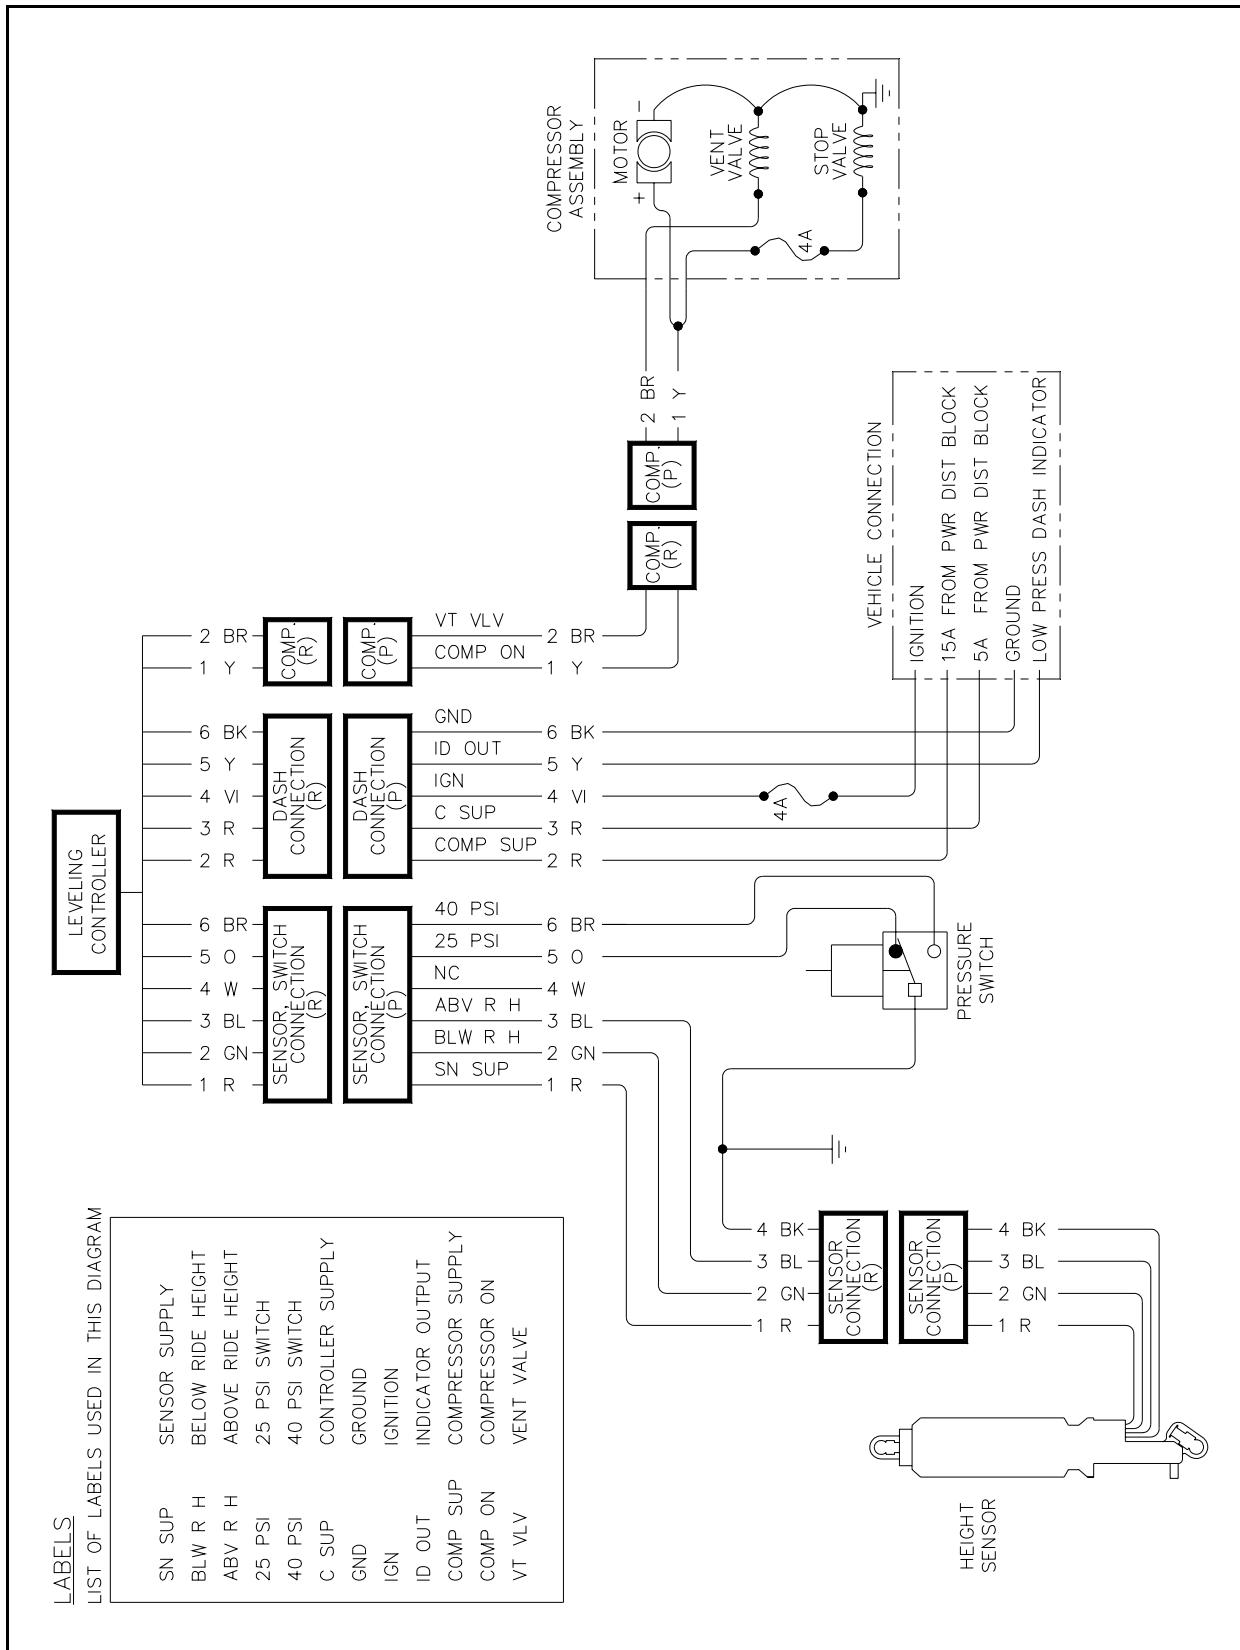 LABELS
LIST OF LABELS USED IN THIS DIAGRAM
SN SUP SENSOR SUPPLY
BLW R H BELOW RIDE HEIGHT
ABV R H ABOVE RIDE HEIGHT
25 PSI 25 PSI SWITCH
40 PSI 40 PSI SWITCH
C SUP CONTROLLER SUPPLY
GND GROUND
IGN IGNITION
ID OUT INDICATOR OUTPUT
COMP SUP COMPRESSOR SUPPLY
COMP ON COMPRESSOR ON
VT VLV VENT VALVE
LEVELING
CONTROLLER
1 R
2 GN
3 BL
4 W
5 O
6 BR
2 R
3 R
4 VI
5 Y
6 BK
1 Y
2 BR
SENSOR, SWITCH
CONNECTION
(R)
DASH
CONNECTION
(R)
COMP.
(R)
SENSOR, SWITCH
CONNECTION
(P)
DASH
CONNECTION
(P)
COMP.
(P)
SN SUP
BLW R H
ABV R H
NC
25 PSI
40 PSI
COMP SUP
C SUP
IGN
ID OUT
GND
COMP ON
VT VLV
1 R
2 GN
3 BL
4 W
5 O
6 BR
2 R
3 R
4 VI
5 Y
6 BK
1 Y
2 BR
COMPRESSOR
ASSEMBLY
MOTOR
+
-
VENT
VALVE
STOP
VALVE
4A
2 BR
1 Y
COMP.
(R)
COMP.
(P)
4A
VEHICLE CONNECTION
IGNITION
15A FROM PWR DIST BLOCK
5A FROM PWR DIST BLOCK
GROUND
LOW PRESS DASH INDICATOR
PRESSURE
SWITCH
1 R
2 GN
3 BL
4 BK
SENSOR
CONNECTION
(R)
SENSOR
CONNECTION
(P)
1 R
2 GN
3 BL
4 BK
HEIGHT
SENSOR